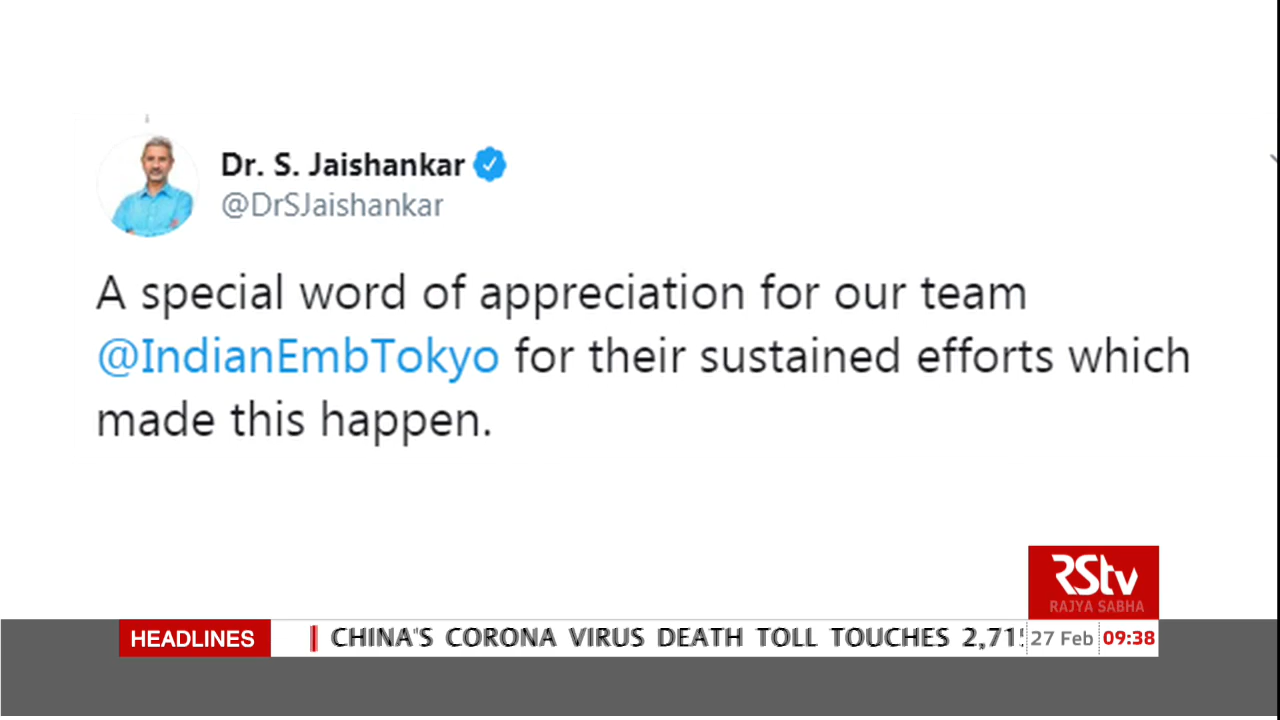 Dr. S. Jaishankar
@DrSJaishankar
A special word of appreciation for our team
@IndianEmbTokyo for their sustained efforts which
made this happen.
RStv
RAJYA SABHA
HEADLINES
CHINA'S CORONA VIRUS DEATH TOLL TOUCHES
27 Feb
09:38